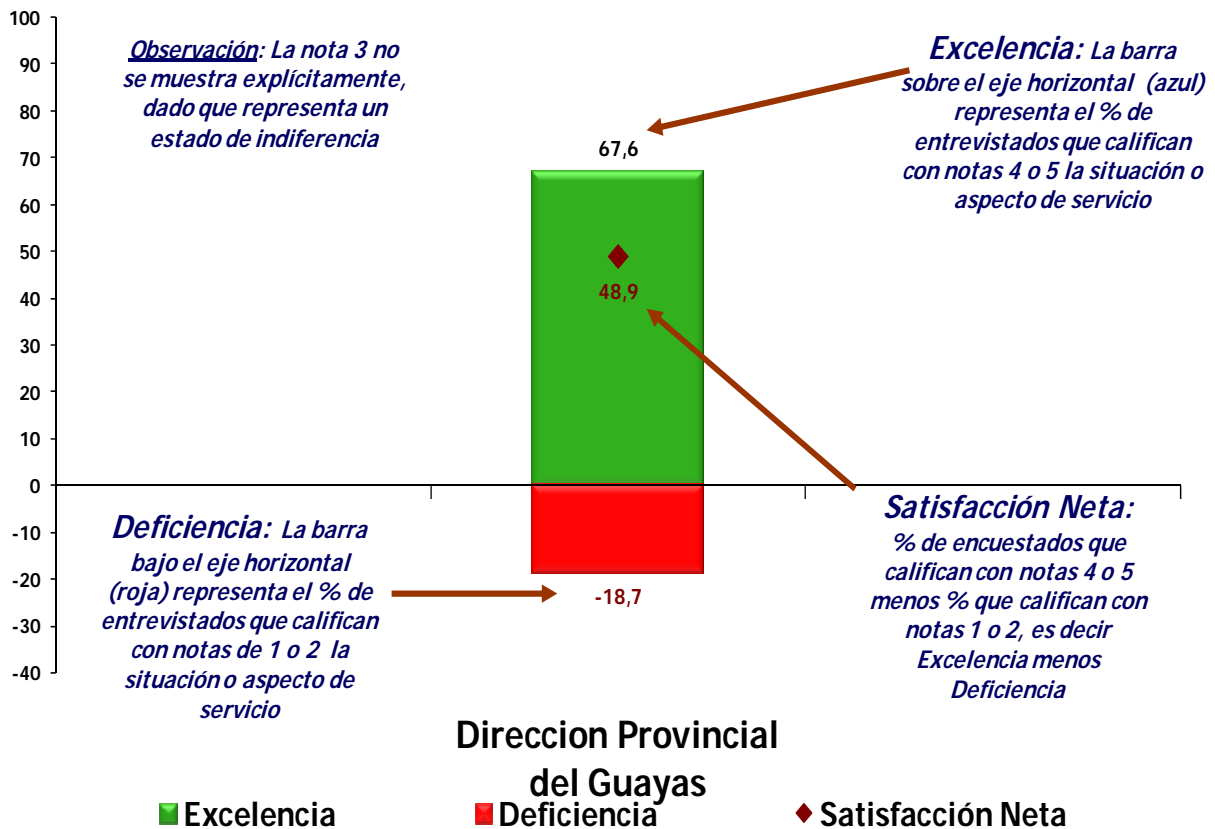 100
90
80
70
60
50
40
30
20
10
0
-10
-20
-30
-40
Observación: La nota 3 no
se muestra explícitamente,
dado que representa un
estado de indiferencia
Excelencia: La barra
sobre el eje horizontal (azul)
representa el % de
entrevistados que califican
con notas 4 o 5 la situación o
aspecto de servicio
67,6
48,9
-18,7
Deficiencia: La barra
bajo el eje horizontal
(roja) representa el % de
entrevistados que califican
con notas de 1 o 2 la
situación o aspecto de
servicio
Satisfacción Neta:
% de encuestados que
califican con notas 4 o 5
menos % que califican con
notas 1 o 2, es decir
Excelencia menos
Deficiencia
Direccion Provincial
del Guayas
Excelencia Deficiencia Satisfacción Neta